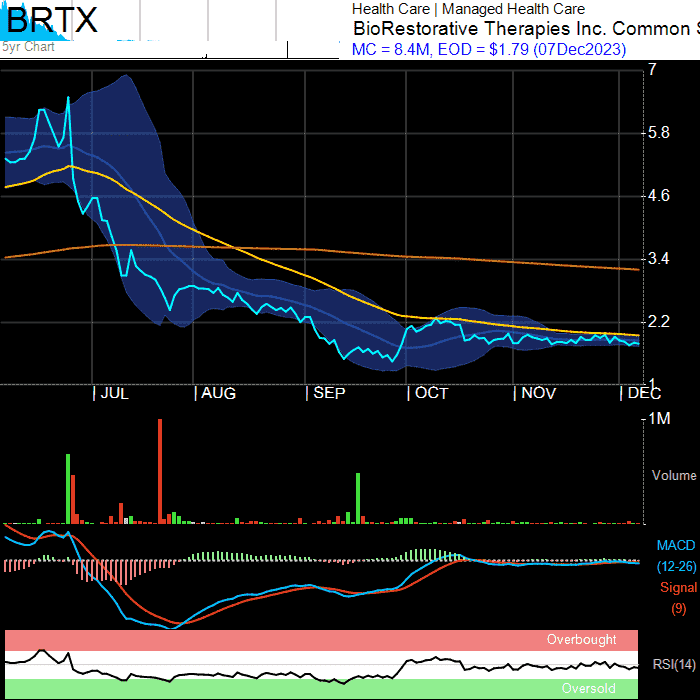 BRTX
5yr Chart
Health Care | Managed Health Care
BioRestorative Therapies Inc. Common S
MC = 8.4M, EOD = $1.79 (07Dec2023)
7
5.8
4.6
3.4
2.2
1
JUL AUG SEP OCT NOV DEC
1M
Volume
MACD
(12-26)
Signal
(9)
Overbought
RSI(14)
Oversold